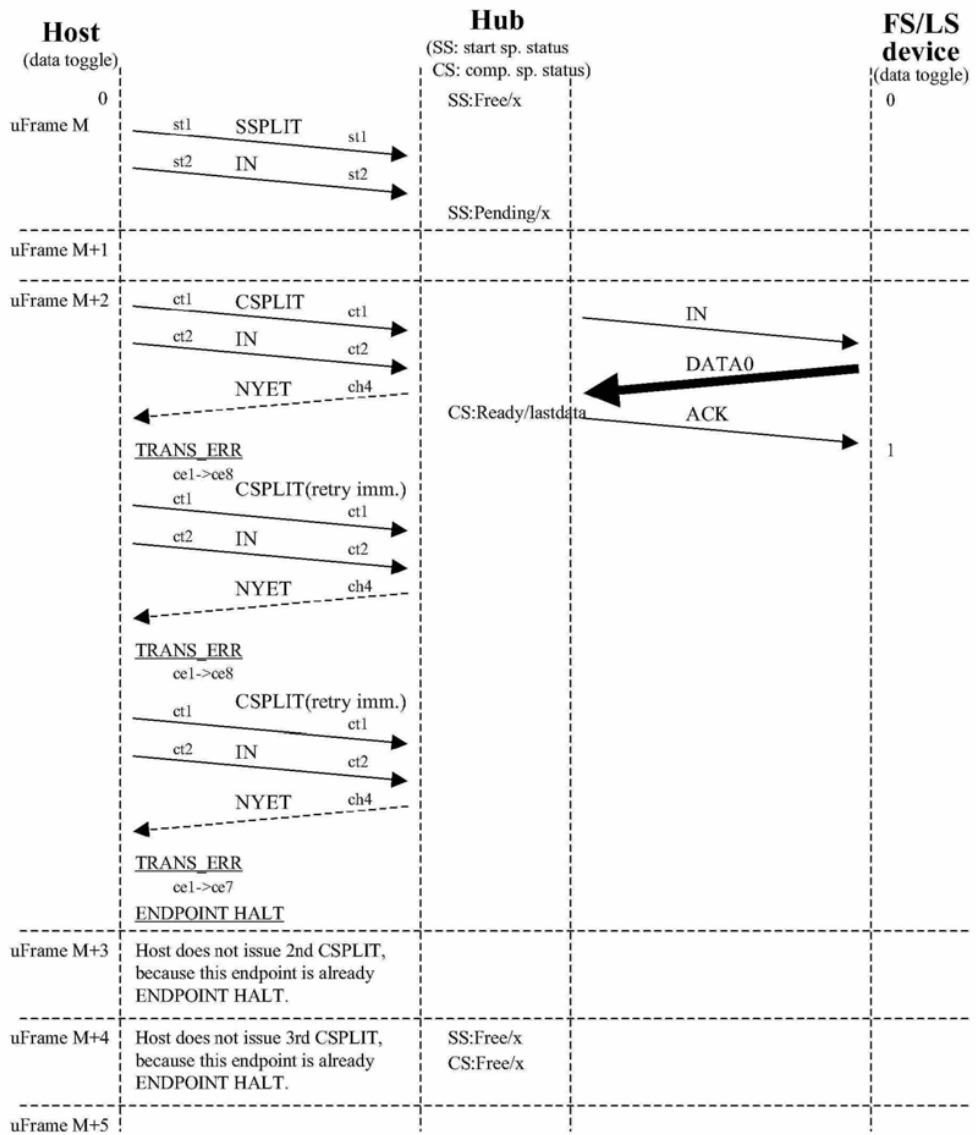 Host
(data toggle)
Hub
(SS: start sp. status
CS: comp. sp. status)
FS/LS
device
(data toggle)
0
SS:Free/x
0
uFrame M
st1
SSPLIT
st1
st2
IN
st2
SS:Pending/x
uFrame M+1
uFrame M+2
ct1
CSPLIT
ct1
IN
ct2
IN
ct2
DATA0
NYET
ch4
CS:Ready/lastdata
ACK
TRANS_ERR
1
ce1->ce8
CSPLIT(retry imm.)
ct1
ct1
ct2
IN
ct2
NYET
ch4
TRANS_ERR
ce1->ce8
CSPLIT(retry imm.)
ct1
ct1
ct2
IN
ct2
NYET
ch4
TRANS_ERR
ce1->ce7
ENDPOINT HALT
uFrame M+3
Host does not issue 2nd CSPLIT,
because this endpoint is already
ENDPOINT HALT.
uFrame M+4
Host does not issue 3rd CSPLIT,
because this endpoint is already
ENDPOINT HALT.
SS:Free/x
CS:Free/x
uFrame M+5